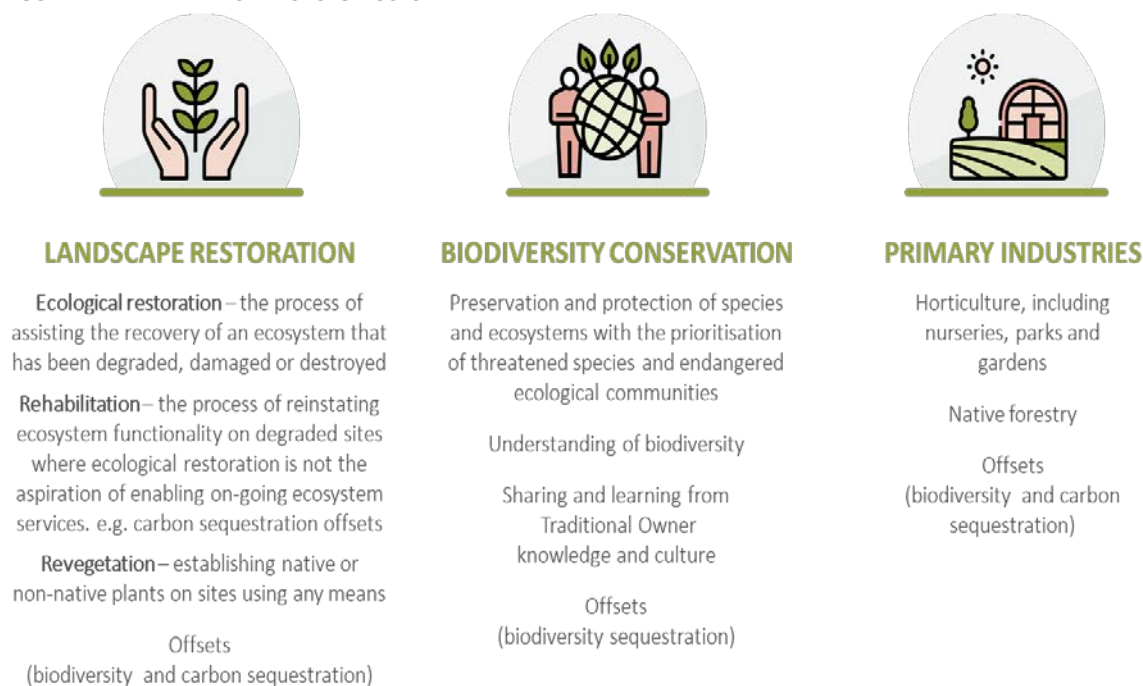 LANDSCAPE RESTORATION
Ecological restoration – the process of
assisting the recovery of an ecosystem that
has been degraded, damaged or destroyed
Rehabilitation – the process of reinstating
ecosystem functionality on degraded sites
where ecological restoration is not the
aspiration of enabling on-going ecosystem
services. e.g. carbon sequestration offsets
Revegetation – establishing native or
non-native plants on sites using any means
Offsets
(biodiversity and carbon sequestration)
BIODIVERSITY CONSERVATION
Preservation and protection of species
and ecosystems with the prioritisation
of threatened species and endangered
ecological communities
Understanding of biodiversity
Sharing and learning from
Traditional Owner
knowledge and culture
Offsets
(biodiversity sequestration)
PRIMARY INDUSTRIES
Horticulture, including
nurseries, parks and
gardens
Native forestry
Offsets
(biodiversity and carbon
sequestration)